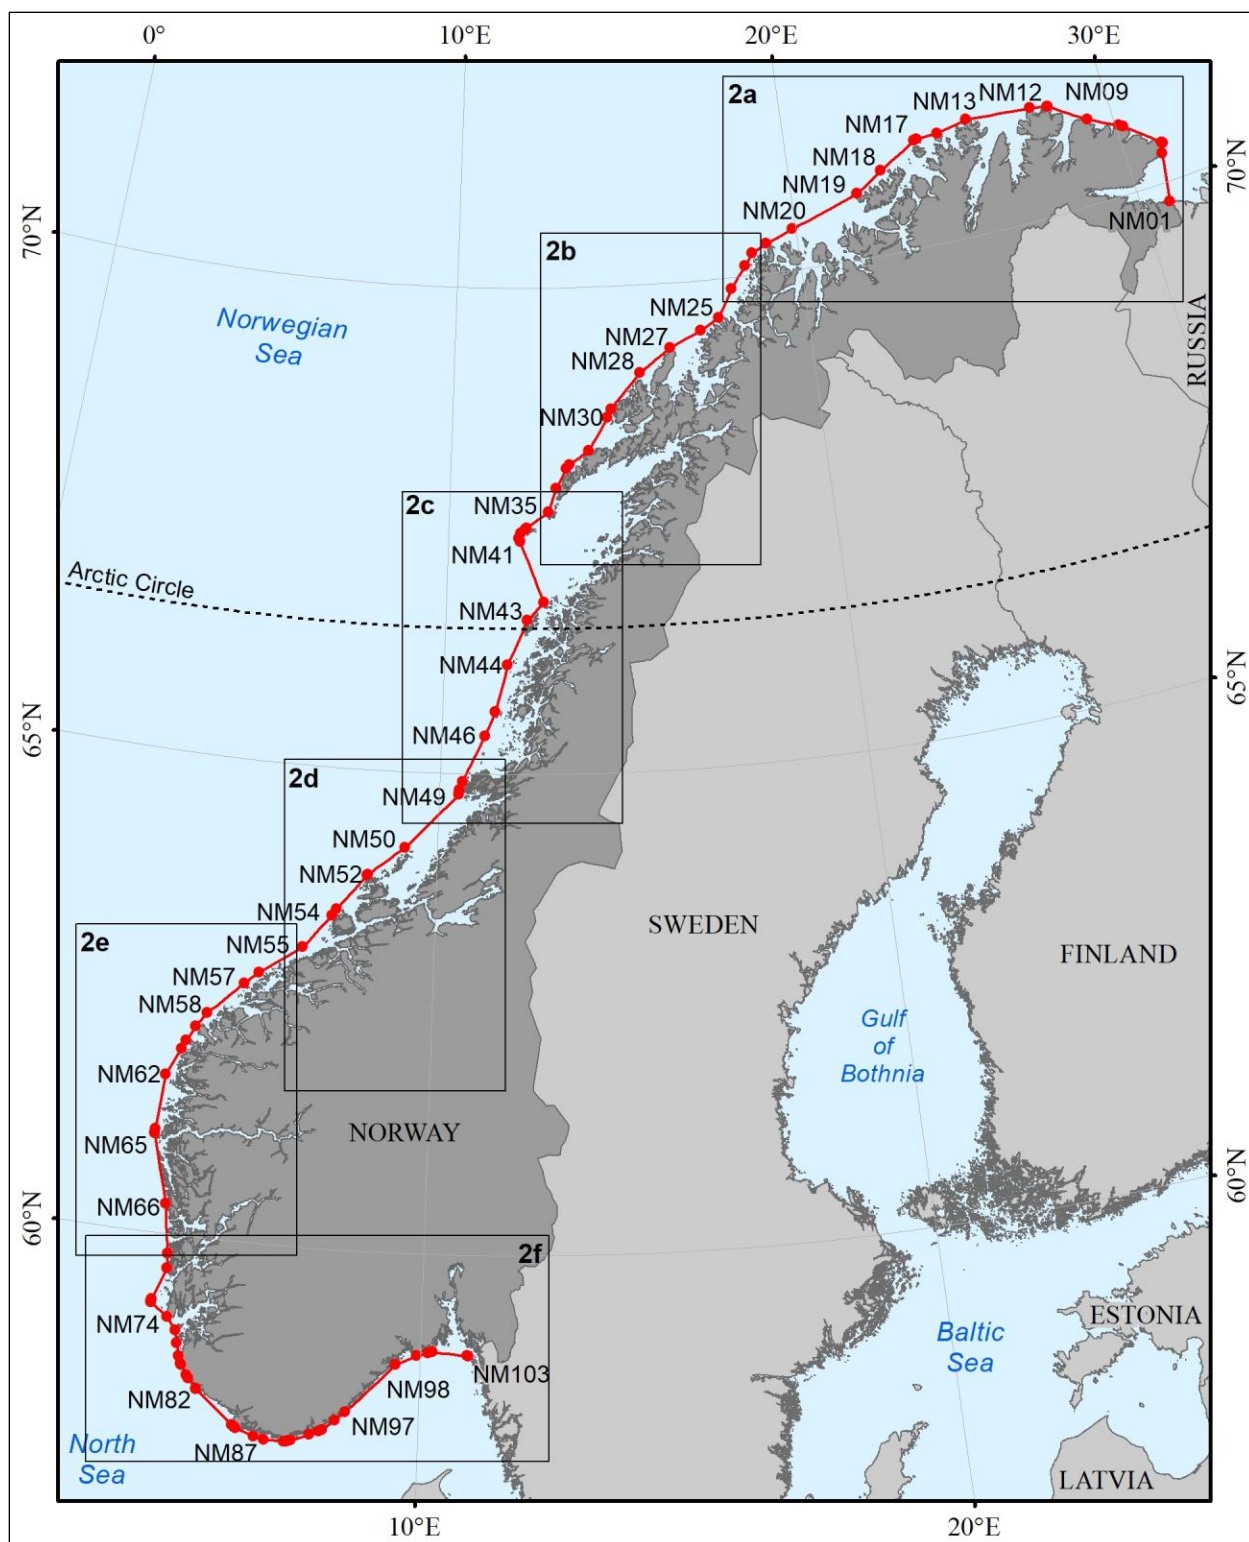 0°
10°E
20°E
30°E
2a
NM13
NM12
NM09
NM17
NM18
NM19
NM20
NM01
70°N
70°N
2b
NM25
NM27
NM28
NM30
RUSSIA
Norwegian
Sea
2c
NM35
NM41
Arctic Circle
NM43
NM44
NM46
65°N
65°N
2d
NM49
NM50
NM52
NM54
2e
NM55
NM57
NM58
NM62
NM65
NM66
SWEDEN
FINLAND
Gulf
of
Bothnia
NORWAY
60°N
60°N
2f
NM74
NM82
NM87
NM97
NM98
NM103
ESTONIA
Baltic
Sea
North
Sea
LATVIA
10°E
20°E